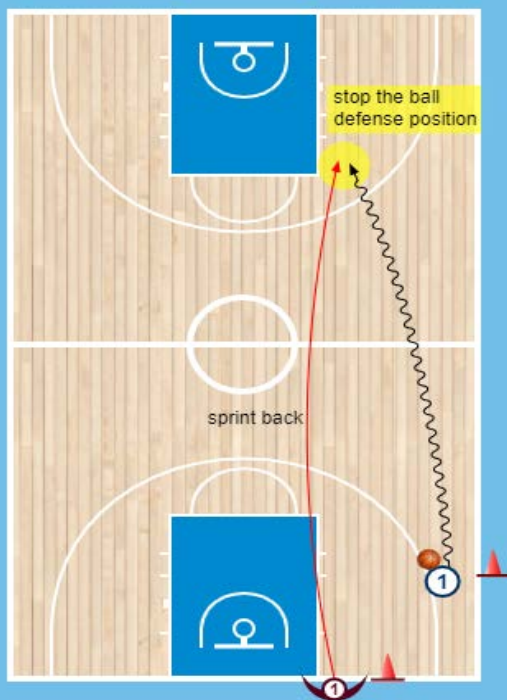 stop the ball
defense position
sprint back
1
1